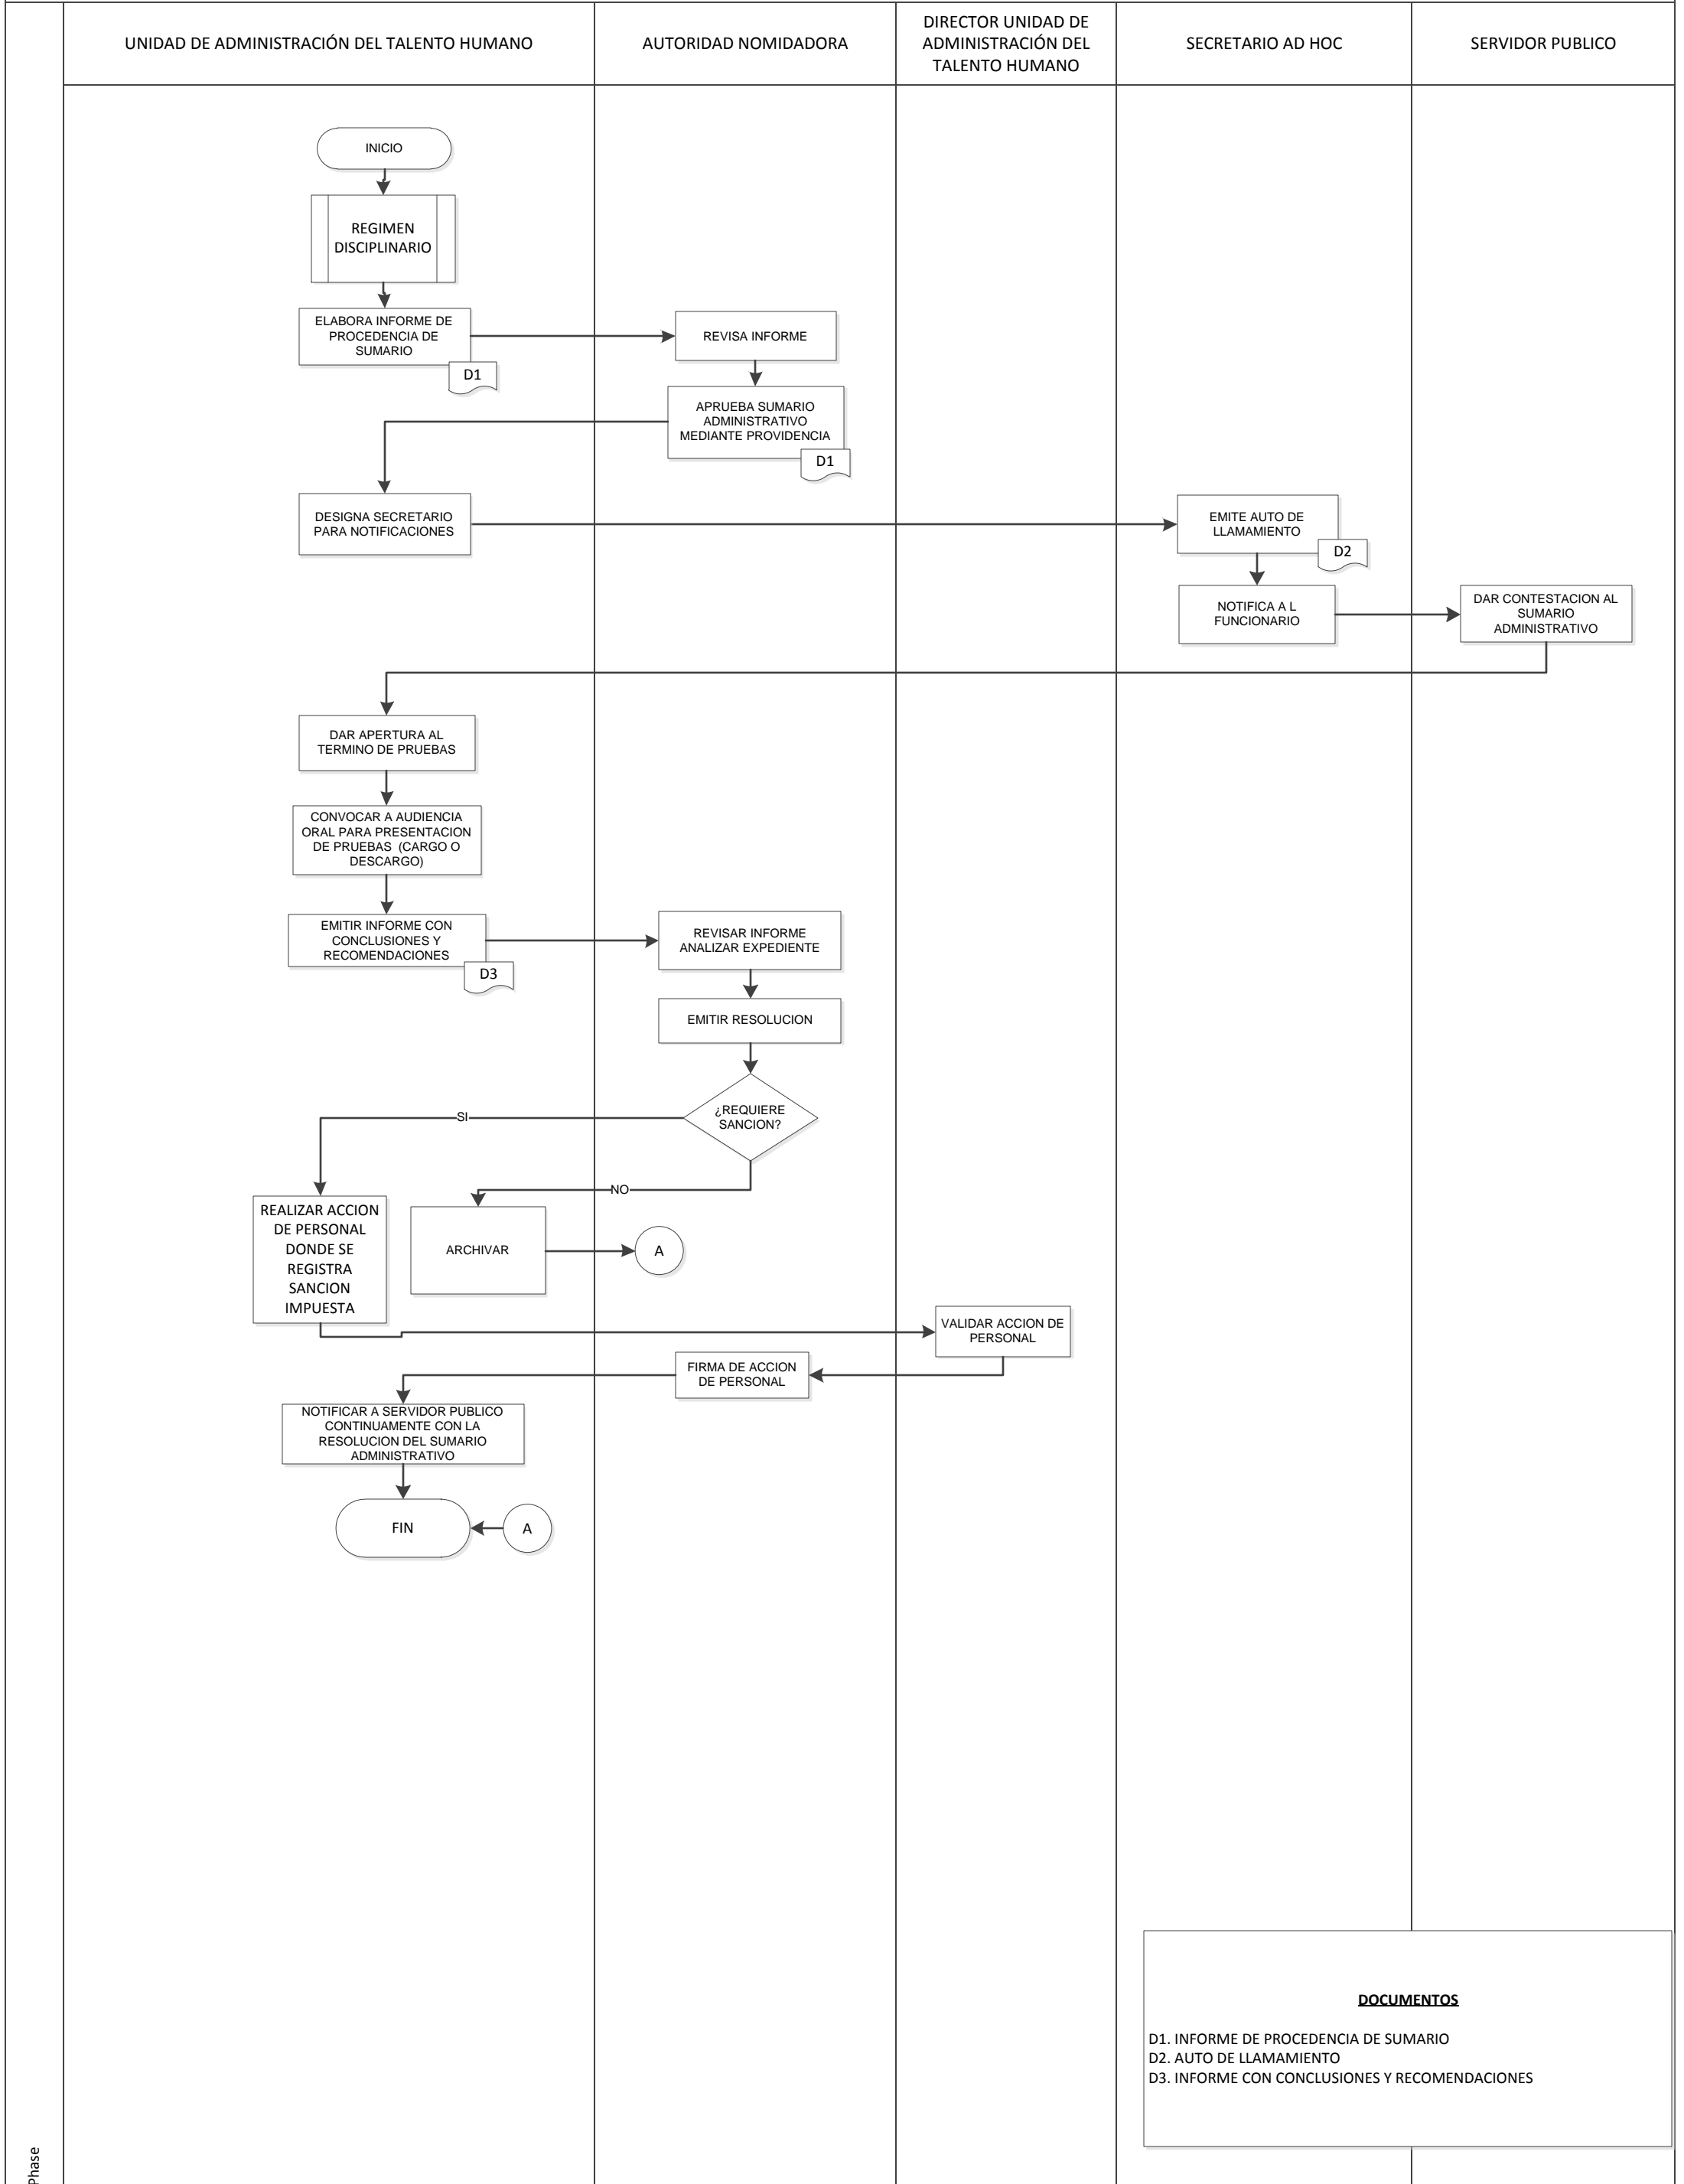 UNIDAD DE ADMINISTRACIÓN DEL TALENTO HUMANO
AUTORIDAD NOMIDADORA
DIRECTOR UNIDAD DE
ADMINISTRACIÓN DEL
TALENTO HUMANO
SECRETARIO AD HOC
SERVIDOR PUBLICO
INICIO
REGIMEN
DISCIPLINARIO
ELABORA INFORME DE
PROCEDENCIA DE
SUMARIO
D1
REVISA INFORME
APRUEBA SUMARIO
ADMINISTRATIVO
MEDIANTE PROVIDENCIA
D1
DESIGNA SECRETARIO
PARA NOTIFICACIONES
EMITE AUTO DE
LLAMAMIENTO
D2
NOTIFICA A L
FUNCIONARIO
DAR CONTESTACION AL
SUMARIO
ADMINISTRATIVO
DAR APERTURA AL
TERMINO DE PRUEBAS
CONVOCAR A AUDIENCIA
ORAL PARA PRESENTACION
DE PRUEBAS (CARGO O
DESCARGO)
EMITIR INFORME CON
CONCLUSIONES Y
RECOMENDACIONES
D3
REVISAR INFORME
ANALIZAR EXPEDIENTE
EMITIR RESOLUCION
¿REQUIERE
SANCION?
SI
NO
REALIZAR ACCION
DE PERSONAL
DONDE SE
REGISTRA
SANCION
IMPUESTA
ARCHIVAR
A
VALIDAR ACCION DE
PERSONAL
FIRMA DE ACCION
DE PERSONAL
NOTIFICAR A SERVIDOR PUBLICO
CONTINUAMENTE CON LA
RESOLUCION DEL SUMARIO
ADMINISTRATIVO
FIN
A
DOCUMENTOS
D1. INFORME DE PROCEDENCIA DE SUMARIO
D2. AUTO DE LLAMAMIENTO
D3. INFORME CON CONCLUSIONES Y RECOMENDACIONES
Phase